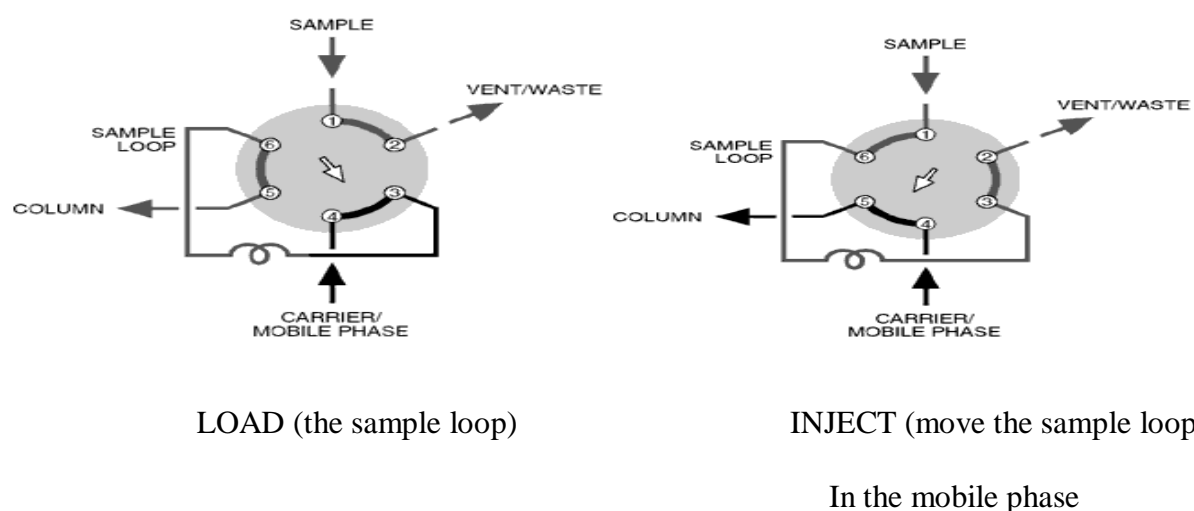 SAMPLE
VENT/WASTE
1
2
SAMPLE
LOOP
6
5
3
4
COLUMN
CARRIER/
MOBILE PHASE
LOAD (the sample loop)
SAMPLE
VENT/WASTE
1
2
SAMPLE
LOOP
6
5
3
4
COLUMN
CARRIER/
MOBILE PHASE
INJECT (move the sample loop
In the mobile phase